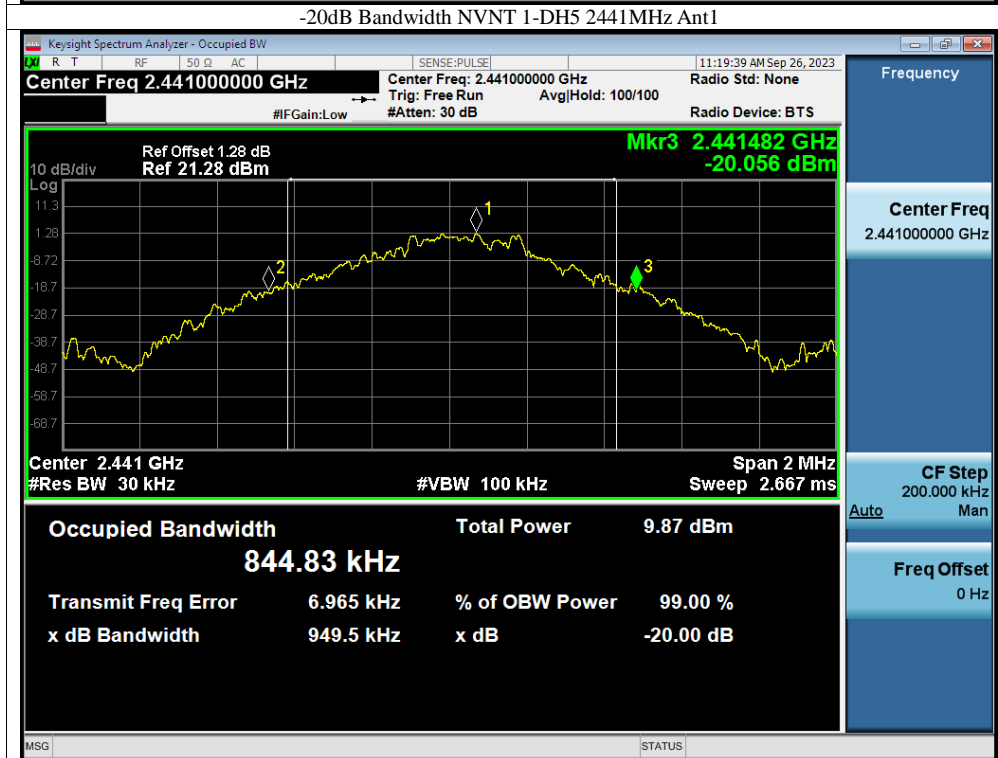 -20dB Bandwidth NVNT 1-DH5 2441MHz Ant1
Keysight Spectrum Analyzer - Occupied BW
LXI R T RF 50 Ω AC SENSE:PULSE 11:19:39 AM Sep 26, 2023
Center Freq 2.441000000 GHz Center Freq: 2.441000000 GHz Radio Std: None
Trig: Free Run Avg|Hold: 100/100
#IFGain:Low #Atten: 30 dB Radio Device: BTS
Frequency
Mkr3 2.441482 GHz
-20.056 dBm
Ref Offset 1.28 dB
10 dB/div Ref 21.28 dBm
Log
11.3
1.28
-8.72
-18.7
-28.7
-38.7
-48.7
-58.7
-68.7
1
2
3
Center 2.441 GHz Span 2 MHz
#Res BW 30 kHz #VBW 100 kHz Sweep 2.667 ms
Center Freq
2.441000000 GHz
CF Step
200.000 kHz
Auto Man
Freq Offset
0 Hz
Occupied Bandwidth Total Power 9.87 dBm
844.83 kHz
Transmit Freq Error 6.965 kHz % of OBW Power 99.00 %
x dB Bandwidth 949.5 kHz x dB -20.00 dB
MSG STATUS